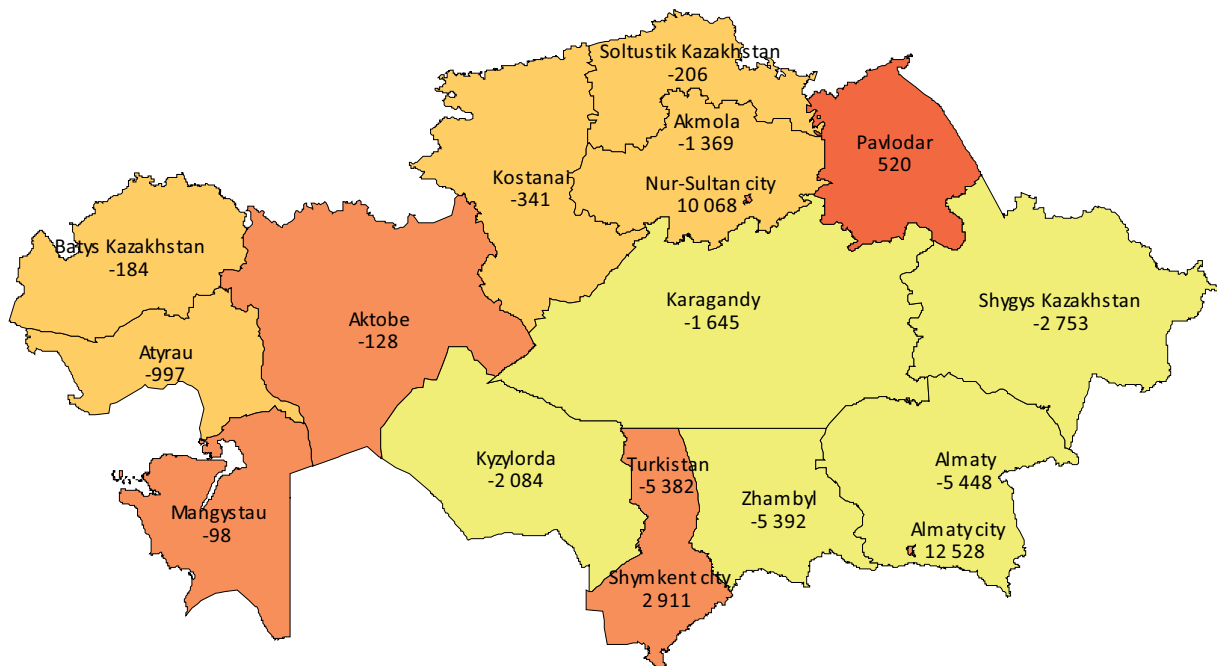 Soltustik Kazakhstan
-206
Akmola
-1 369
Pavlodar
520
Kostanai
-341
Nur-Sultan city
10 068
Batys Kazakhstan
-184
Karagandy
-1 645
Shygys Kazakhstan
-2 753
Aktobe
-128
Atyrau
-997
Kyzylorda
-2 084
Turkistan
-5 382
Almaty
-5 448
Zhambyl
-5 392
Mangystau
-98
Almaty city
12 528
Shymkent city
2 911